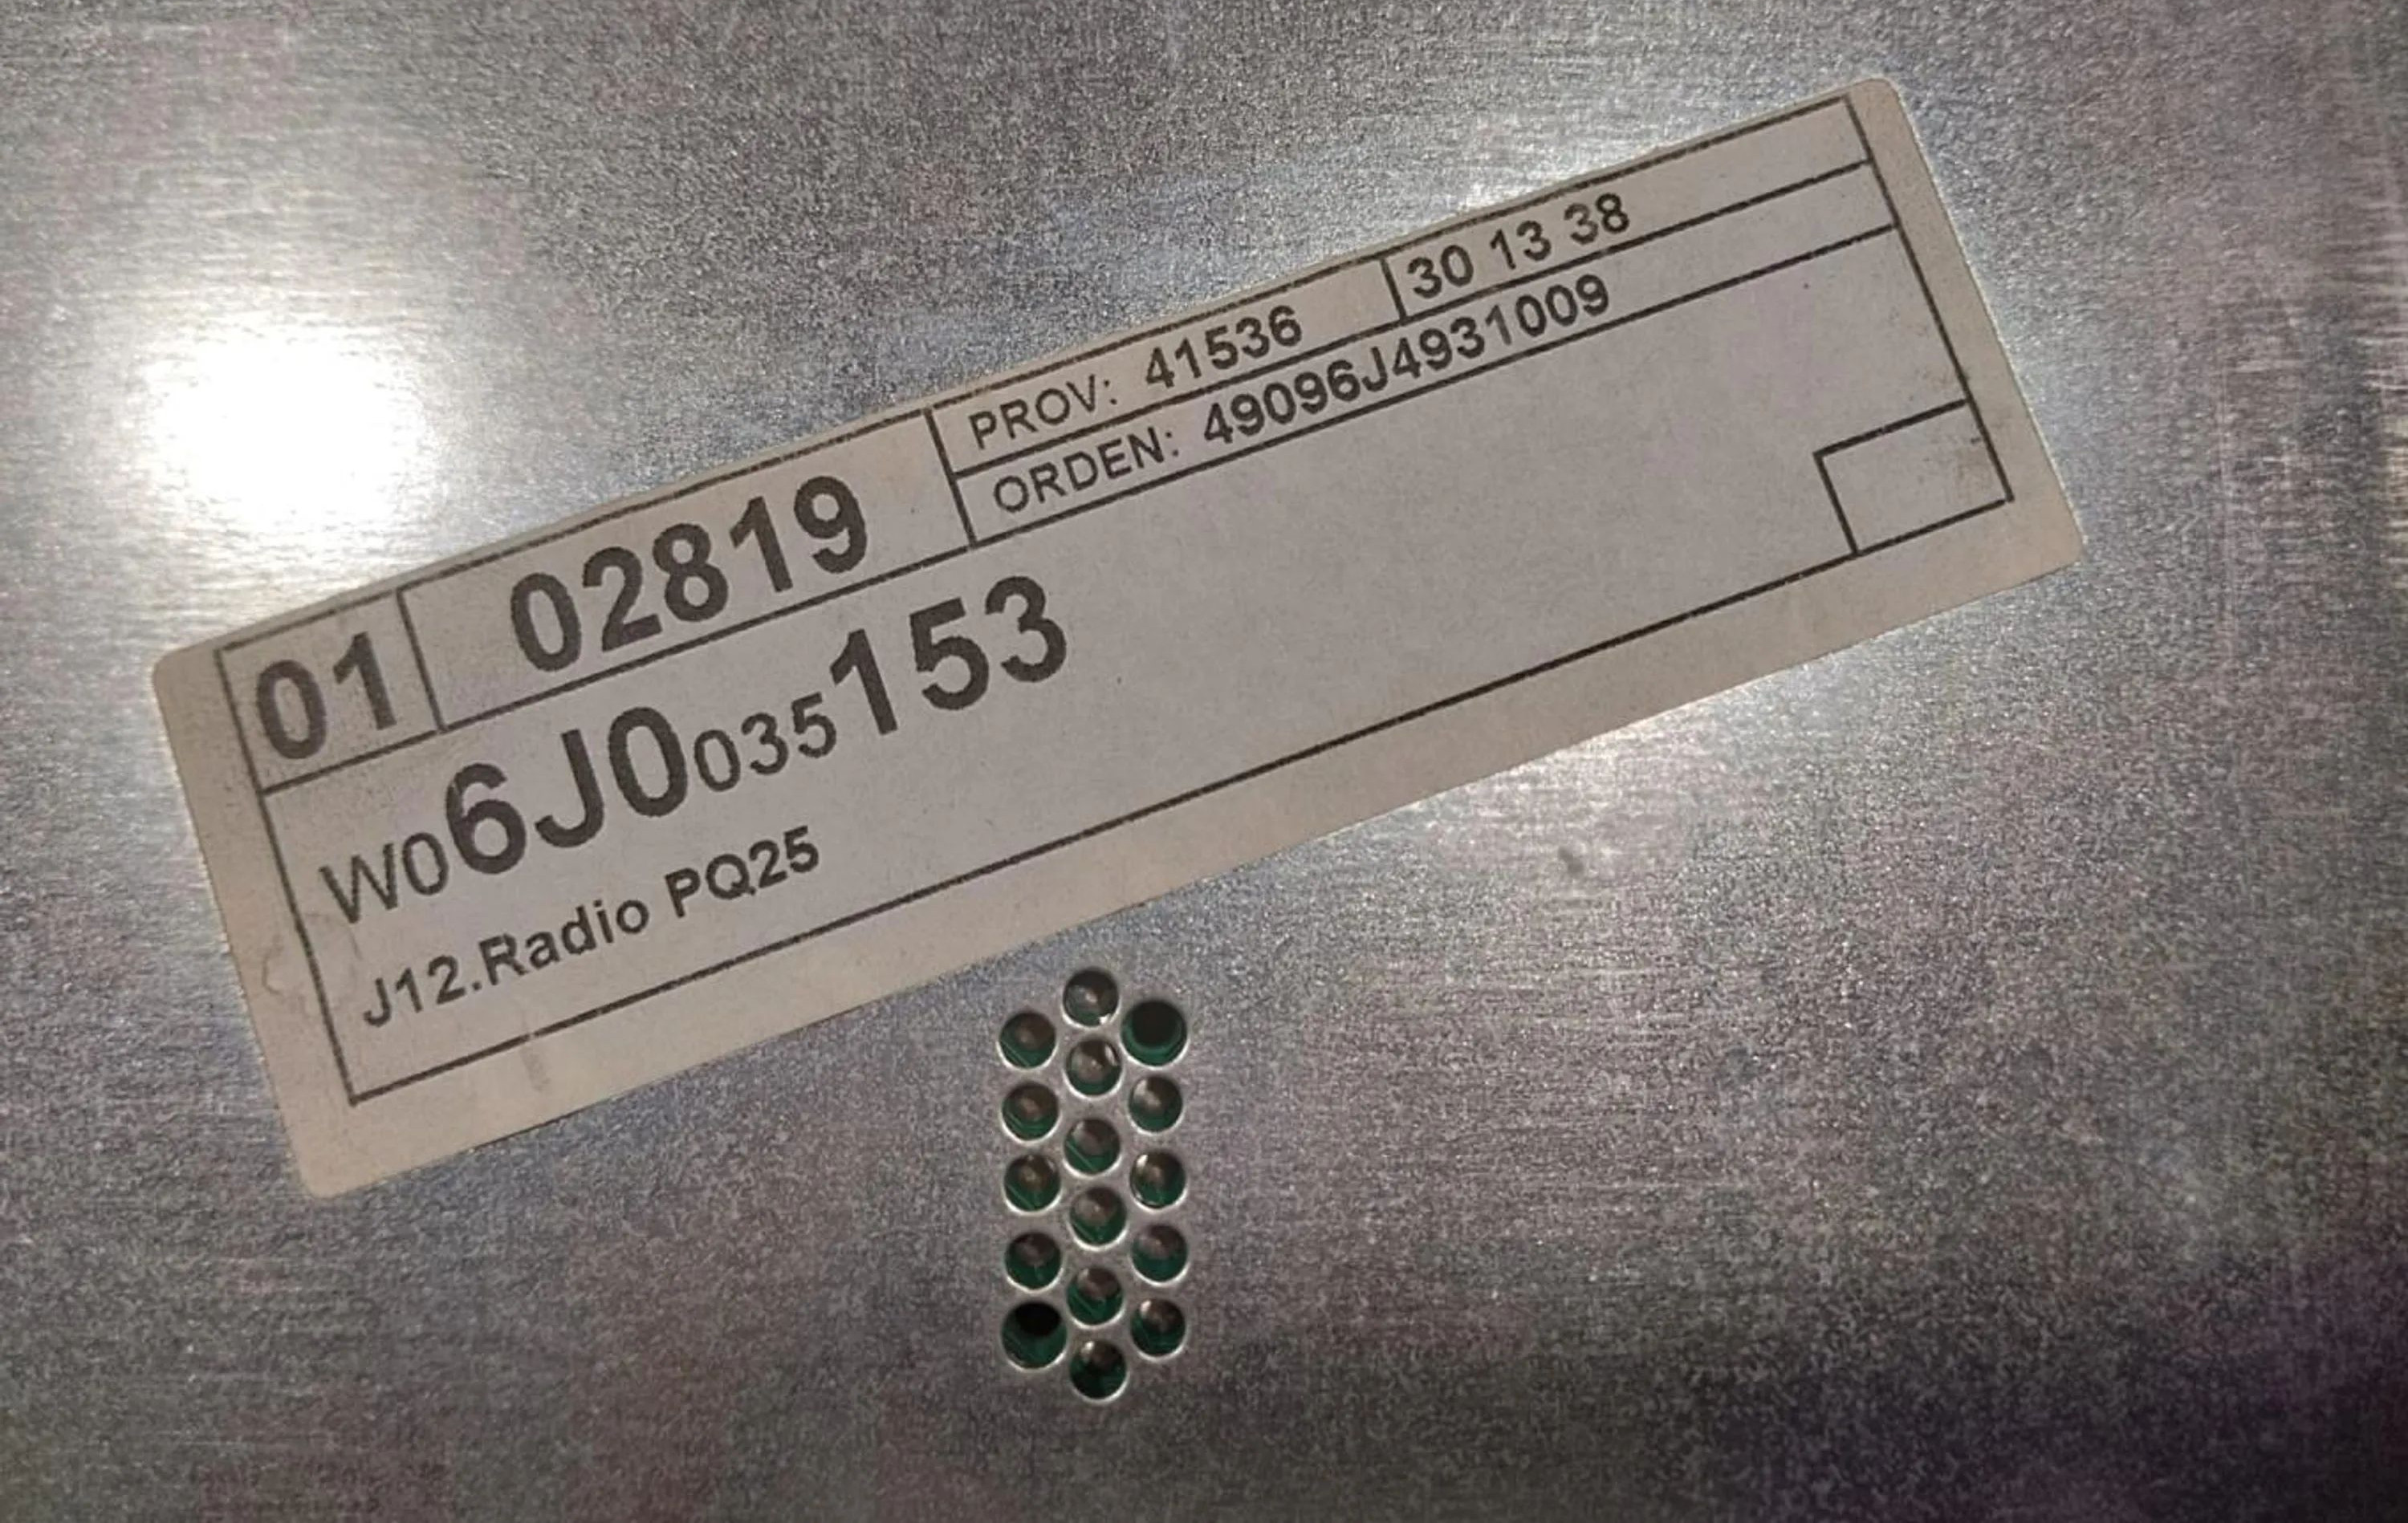 01 02819 PROV: 41536 30 13 38
ORDEN: 49096J4931009
W06J0035153
J12.Radio PQ25